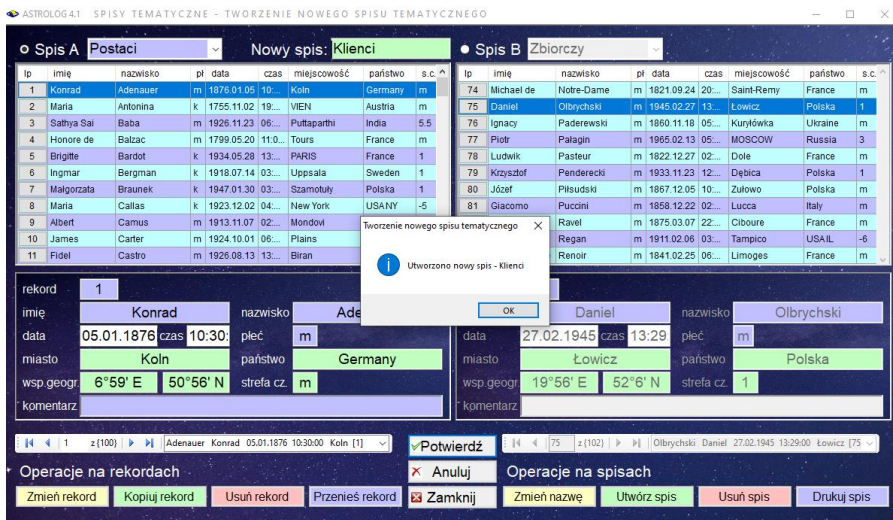 ASTROLOG 4.1 SPISY TEMATYCZNE - TWORZENIE NOWEGO SPISU TEMATYCZNEGO
Spis A Postaci Nowy spis: Klienci Spis B Zbiorczy
lp imię nazwisko pł data czas miejscowość państwo s.c. lp imię nazwisko pł data czas miejscowość państwo s.c.
1 Konrad Adenauer m 1876.01.05 10:... Koln Germany m 74 Michael de Notre-Dame m 1821.09.24 20:... Saint-Remy France m
2 Maria Antonina k 1755.11.02 19:... VIEN Austria m 75 Daniel Olbrychski m 1945.02.27 13:... Łowicz Polska 1
3 Sathya Sai Baba m 1926.11.23 06:... Puttaparthi India 5.5 76 Ignacy Paderewski m 1860.11.18 05:... Kuryłówka Ukraine m
4 Honore de Balzac m 1799.05.20 11:0... Tours France m 77 Piotr Pałagin m 1965.02.13 05:... MOSCOW Russia 3
5 Brigitte Bardot k 1934.05.28 13:... PARIS France 1 78 Ludwik Pasteur m 1822.12.27 02:... Dole France m
6 Ingmar Bergman k 1918.07.14 03:... Uppsala Sweden 1 79 Krzysztof Penderecki m 1933.11.23 12:... Dębica Polska 1
7 Małgorzata Braunek k 1947.01.30 03:... Szamotuły Polska 1 80 Józef Piłsudski m 1867.12.05 10:... Zułowo Polska m
8 Maria Callas k 1923.12.02 04:... New York USANY -5 81 Giacomo Puccini m 1858.12.22 02:... Lucca Italy m
9 Albert Camus m 1913.11.07 02:... Mondovi Ravel m 1875.03.07 22:... Ciboure France m
10 James Carter m 1924.10.01 06:... Plains Regan m 1911.02.06 03:... Tampico USAIL -6
11 Fidel Castro m 1926.08.13 13:... Biran Renoir m 1841.02.25 06:... Limoges France m
Tworzenie nowego spisu tematycznego
Utworzono nowy spis - Klienci
OK
rekord 1
imię Konrad nazwisko Ade Daniel nazwisko Olbrychski
data 05.01.1876 czas 10:30: płeć m data 27.02.1945 czas 13:29 płeć m
miasto Koln państwo Germany miasto Łowicz państwo Polska
wsp.geogr. 6°59' E 50°56' N strefa cz. m wsp.geogr. 19°56' E 52°6' N strefa cz. 1
komentarz komentarz
1 z {100} Adenauer Konrad 05.01.1876 10:30:00 Koln [1] Potwierdź 75 z {102} Olbrychski Daniel 27.02.1945 13:29:00 Łowicz [75
Operacje na rekordach Anuluj Operacje na spisach
Zmień rekord Kopiuj rekord Usuń rekord Przenieś rekord Zamknij Zmień nazwę Utwórz spis Usuń spis Drukuj spis